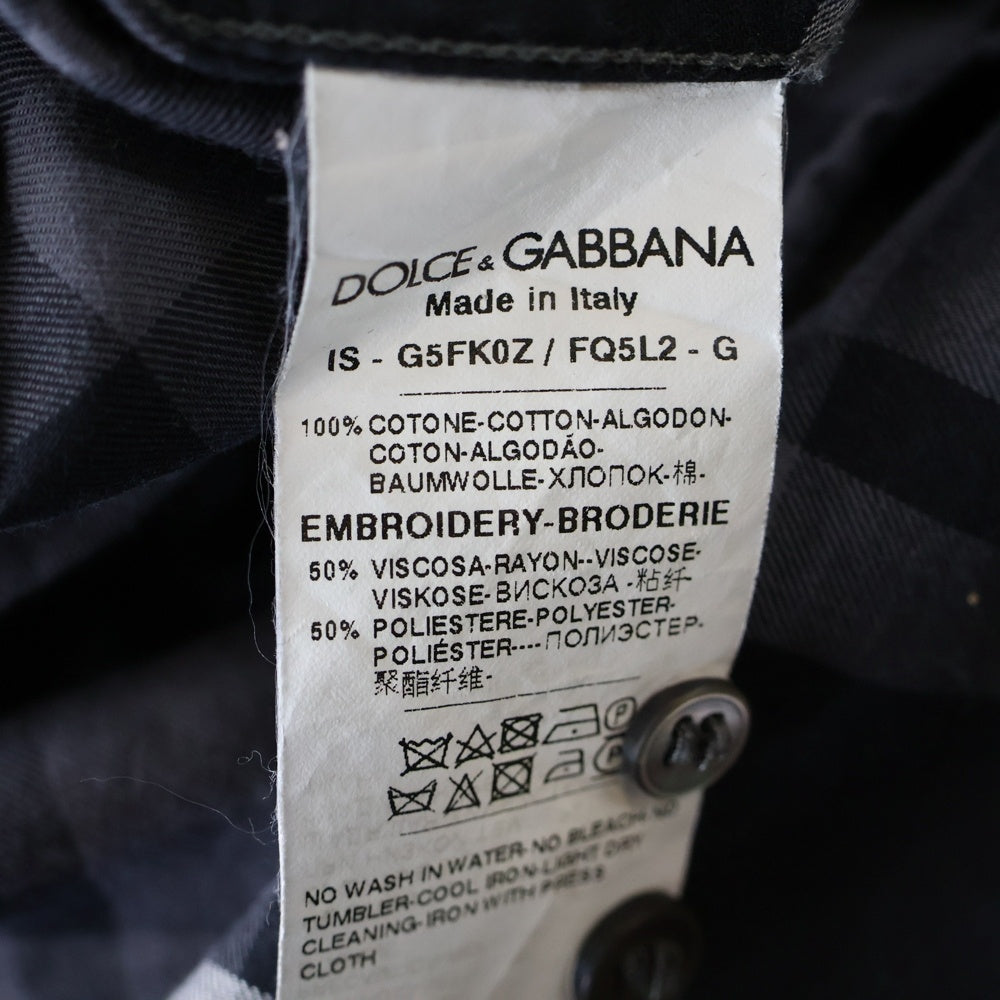 DOLCE & GABBANA
Made in Italy
IS - G5FK0Z / FQ5L2 - G
100% COTONE-COTTON-ALGODON-
COTON-ALGODÃO-
BAUMWOLLE-ХЛОПОК-棉-
EMBROIDERY-BRODERIE
50% VISCOSA-RAYON--VISCOSE-
VISKOSE-ВИСКОЗА -粘纤-
50% POLIESTERE-POLYESTER-
POLIÉSTER----ПОЛИЭСТЕР-
聚酯纤维-
P
NO WASH IN WATER-NO BLEACH-NO
TUMBLER-COOL IRON-LIGHT DRY
CLEANING-IRON WITH PRESS
CLOTH